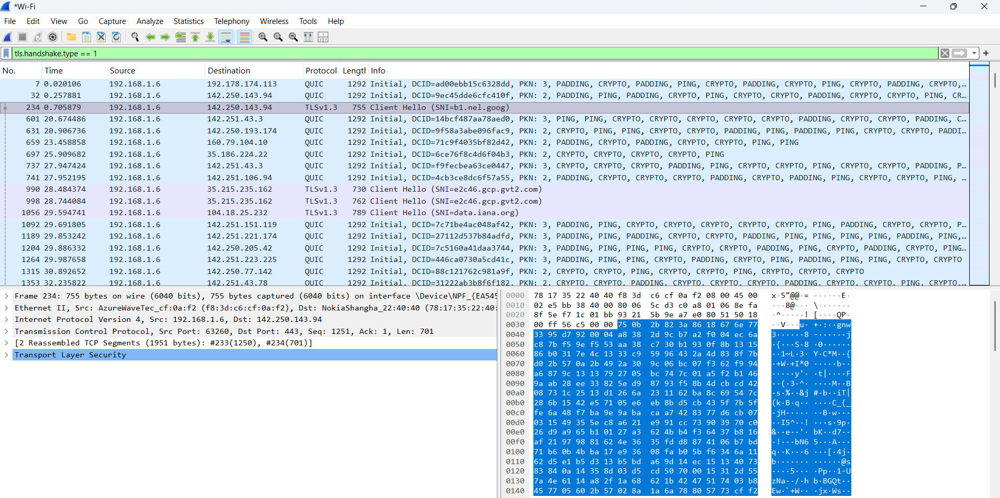 *Wi-Fi
File Edit View Go Capture Analyze Statistics Telephony Wireless Tools Help
tls.handshake.type == 1
No. Time Source Destination Protocol Length Info
7 0.020106 192.168.1.6 192.178.174.113 QUIC 1292 Initial, DCID=ad00ebb15c6328dd, PKN: 3, PADDING, CRYPTO, PADDING, PING, CRYPTO, PADDING, CRYPTO, PING, CRYPTO, PADDING, CRYPTO,…
32 0.257881 192.168.1.6 142.250.143.94 QUIC 1292 Initial, DCID=9ec45dde6cfc410f, PKN: 2, PADDING, PING, PADDING, CRYPTO, PING, CRYPTO, CRYPTO, PADDING, CRYPTO, CRYPTO, PING, CR…
234 0.705879 192.168.1.6 142.250.143.94 TLSv1.3 755 Client Hello (SNI=b1.nel.goog)
601 20.674486 192.168.1.6 142.251.43.3 QUIC 1292 Initial, DCID=14bcf487aa78aed0, PKN: 3, PING, PING, CRYPTO, CRYPTO, CRYPTO, CRYPTO, CRYPTO, PADDING, CRYPTO, CRYPTO, PADDING, C…
631 20.906736 192.168.1.6 142.250.193.174 QUIC 1292 Initial, DCID=9f58a3abe096fac9, PKN: 2, CRYPTO, PING, PING, CRYPTO, CRYPTO, PADDING, PING, PADDING, PING, CRYPTO, CRYPTO, PADDI…
659 23.458858 192.168.1.6 160.79.104.10 QUIC 1292 Initial, DCID=71c9f4035bf82d42, PKN: 2, PADDING, CRYPTO, PADDING, CRYPTO, CRYPTO, PING, PING
697 25.909682 192.168.1.6 35.186.224.22 QUIC 1292 Initial, DCID=6ce76f8c4d6f04b3, PKN: 2, CRYPTO, CRYPTO, CRYPTO, CRYPTO, PING
737 27.947424 192.168.1.6 142.251.43.3 QUIC 1292 Initial, DCID=f9fecbea63ce0447, PKN: 3, CRYPTO, CRYPTO, CRYPTO, PADDING, PING, CRYPTO, CRYPTO, PING, CRYPTO, CRYPTO, PADDING, P…
741 27.952195 192.168.1.6 142.251.106.94 QUIC 1292 Initial, DCID=4cb3ce8dc6f57a55, PKN: 2, PADDING, CRYPTO, CRYPTO, CRYPTO, PADDING, CRYPTO, PADDING, PING, CRYPTO, CRYPTO, PING, …
990 28.484374 192.168.1.6 35.215.235.162 TLSv1.3 730 Client Hello (SNI=e2c46.gcp.gvt2.com)
998 28.744084 192.168.1.6 35.215.235.162 TLSv1.3 762 Client Hello (SNI=e2c46.gcp.gvt2.com)
1056 29.594741 192.168.1.6 104.18.25.232 TLSv1.3 789 Client Hello (SNI=data.iana.org)
1092 29.691805 192.168.1.6 142.251.151.119 QUIC 1292 Initial, DCID=7c71be4ac048af42, PKN: 3, PADDING, PING, CRYPTO, CRYPTO, CRYPTO, CRYPTO, CRYPTO, PING, PADDING, CRYPTO, CRYPTO, P…
1189 29.853242 192.168.1.6 142.251.221.174 QUIC 1292 Initial, DCID=27112d537b84adfd, PKN: 3, PADDING, PING, PADDING, CRYPTO, CRYPTO, PADDING, PING, PING, PING, PING, PADDING, PING,…
1204 29.886332 192.168.1.6 142.250.205.42 QUIC 1292 Initial, DCID=7c5160a41daa3744, PKN: 3, PADDING, PING, PING, PING, CRYPTO, CRYPTO, PADDING, PING, CRYPTO, PADDING, CRYPTO, PING…
1264 29.987658 192.168.1.6 142.251.223.225 QUIC 1292 Initial, DCID=446ca0730a5cd41c, PKN: 3, PADDING, PING, PING, CRYPTO, PADDING, CRYPTO, PING, PADDING, PING, PING, CRYPTO, CRYPTO
1315 30.892652 192.168.1.6 142.250.77.142 QUIC 1292 Initial, DCID=88c121762c981a9f, PKN: 2, CRYPTO, CRYPTO, PING, CRYPTO, CRYPTO, PING, CRYPTO, CRYPTO, CRYPTO
1353 32.235822 192.168.1.6 142.251.43.78 QUIC 1292 Initial, DCID=31222ab3b8f6f182, PKN: 2, CRYPTO, CRYPTO, PADDING, CRYPTO, CRYPTO, CRYPTO, PADDING, CRYPTO, CRYPTO, PING, CRYPTO,…
Frame 234: 755 bytes on wire (6040 bits), 755 bytes captured (6040 bits) on interface \Device\NPF_{EA545
Ethernet II, Src: AzureWaveTec_cf:0a:f2 (f8:3d:c6:cf:0a:f2), Dst: NokiaShangha_22:40:40 (78:17:35:22:40:
Internet Protocol Version 4, Src: 192.168.1.6, Dst: 142.250.143.94
Transmission Control Protocol, Src Port: 63260, Dst Port: 443, Seq: 1251, Ack: 1, Len: 701
[2 Reassembled TCP Segments (1951 bytes): #233(1250), #234(701)]
Transport Layer Security
0000 78 17 35 22 40 40 f8 3d c6 cf 0a f2 08 00 45 00 x·5"@@·= ······E·
0010 02 e5 bb 38 40 00 80 06 5c d3 c0 a8 01 06 8e fa ···8@··· \·······
0020 8f 5e f7 1c 01 bb 93 21 5b 9e a7 e0 80 51 50 18 ·^·····! [····QP·
0030 00 ff 56 c5 00 00 75 0b 2b 82 3a 86 18 67 6e 77 ··V···u· +·:··gnw
0040 33 95 d7 92 00 04 a8 38 2d 9c b7 a2 f0 04 ec 6a 3······8 -······j
0050 c8 7b f5 9e f5 53 aa 38 c7 30 b1 93 0f 8b 13 15 ·{···S·8 ·0······
0060 86 b0 31 7e 4c 13 33 c9 59 96 43 2a 4d 83 8f 7b ··1~L·3· Y·C*M··{
0070 d0 2b 57 0a 2b 49 2a 30 9c 06 bc 07 f3 62 f9 94 ·+W·+I*0 ·····b··
0080 a6 87 9c 13 13 79 27 05 bc 74 7c 01 a5 f2 b1 46 ·····y'· ·t|····F
0090 9a ab 28 ee 33 82 5e d9 87 93 f5 8b 4d cb cd 42 ··(·3·^· ····M··B
00a0 08 73 1c 25 13 d1 26 6a 23 11 62 ba 8c 69 54 7c ·s·%··&j #·b··iT|
00b0 28 6b 15 42 e5 71 05 e6 eb 8b d5 cb 43 5f 7b 5f (k·B·q·· ····C_{_
00c0 fe 6a 48 f7 ba 9e 9a ba ca a7 42 83 77 d6 cb 07 ·jH····· ··B·w···
00d0 03 15 49 35 5e c8 a6 21 e9 91 cc 73 90 39 70 c0 ··I5^··! ···s·9p·
00e0 26 d9 a9 65 b1 01 27 a3 62 4b b4 f3 64 37 b8 16 &··e··'· bK··d7··
00f0 af 21 97 98 81 62 4e 36 35 fd d8 87 41 06 b7 bd ·!···bN6 5···A···
0100 71 b6 0b 4b ba 17 e9 36 08 fa b0 5b f6 34 6a 11 q··K···6 ···[·4j·
0110 62 d5 e1 b5 d3 13 b5 bd a6 9d 14 ec 15 13 40 73 b······· ······@s
0120 83 84 0a 14 35 8d 03 d5 cd 50 70 00 15 31 2d 55 ····5··· ·Pp··1-U
0130 7a 4e 61 14 a8 2f 1a 68 62 1b 42 47 51 74 03 b8 zNa··/·h b·BGQt··
0140 45 77 05 60 2b 57 02 8a 1a 6a 78 80 57 73 cf f2 Ew·`+W·· ·jx·Ws··